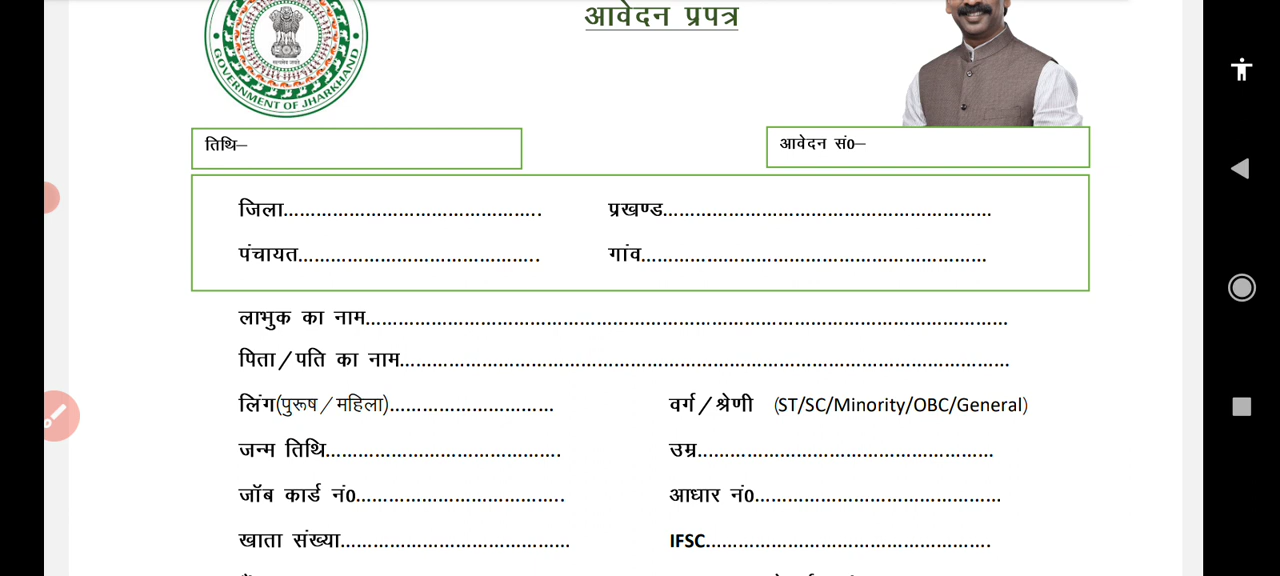 आवेदन प्रपत्र
GOVERNMENT OF JHARKHAND
तिथि–
आवेदन सं0–
जिला................................................ प्रखण्ड............................................................
पंचायत............................................ गांव...............................................................
लाभुक का नाम......................................................................................................................
पिता/पति का नाम................................................................................................................
लिंग(पुरूष/महिला).............................. वर्ग/श्रेणी (ST/SC/Minority/OBC/General)
जन्म तिथि........................................... उम्र......................................................
जॉब कार्ड नं0...................................... आधार नं0.............................................
खाता संख्या.......................................... IFSC....................................................